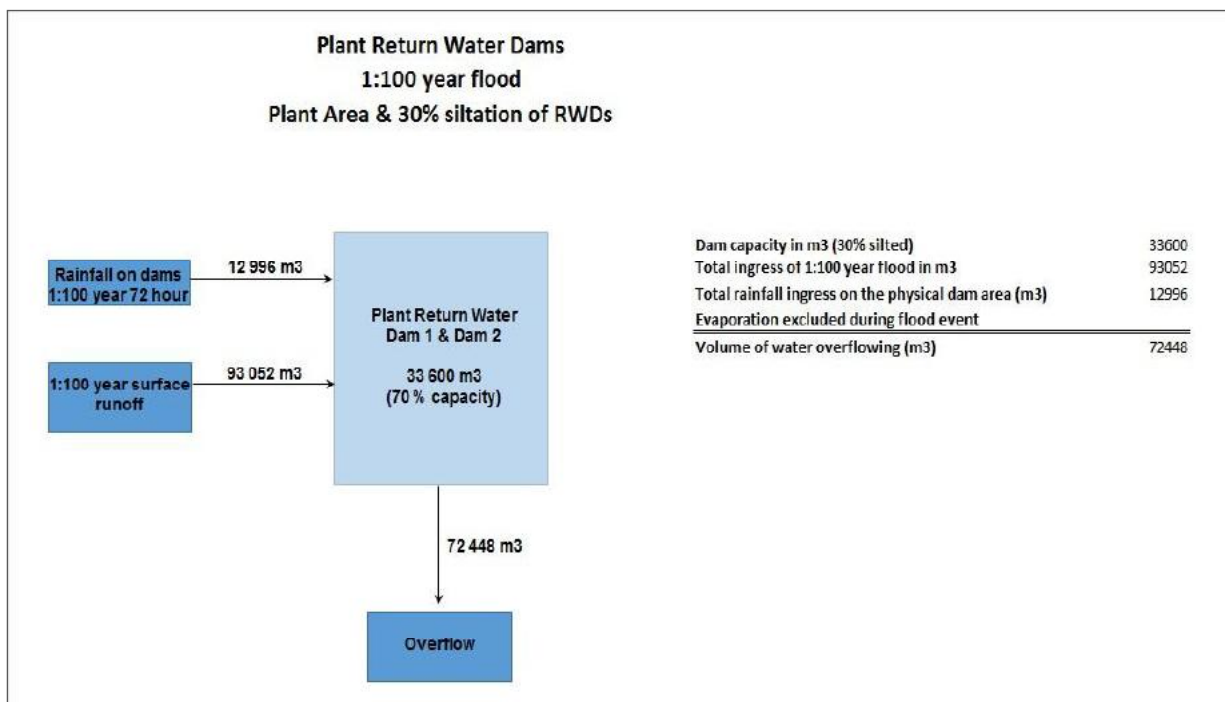 Plant Return Water Dams
1:100 year flood
Plant Area & 30% siltation of RWDs
Rainfall on dams
1:100 year 72 hour
12 996 m3
1:100 year surface
runoff
93 052 m3
Plant Return Water
Dam 1 & Dam 2
33 600 m3
(70 % capacity)
72 448 m3
Overflow
Dam capacity in m3 (30% silted) 33600
Total ingress of 1:100 year flood in m3 93052
Total rainfall ingress on the physical dam area (m3) 12996
Evaporation excluded during flood event
Volume of water overflowing (m3) 72448